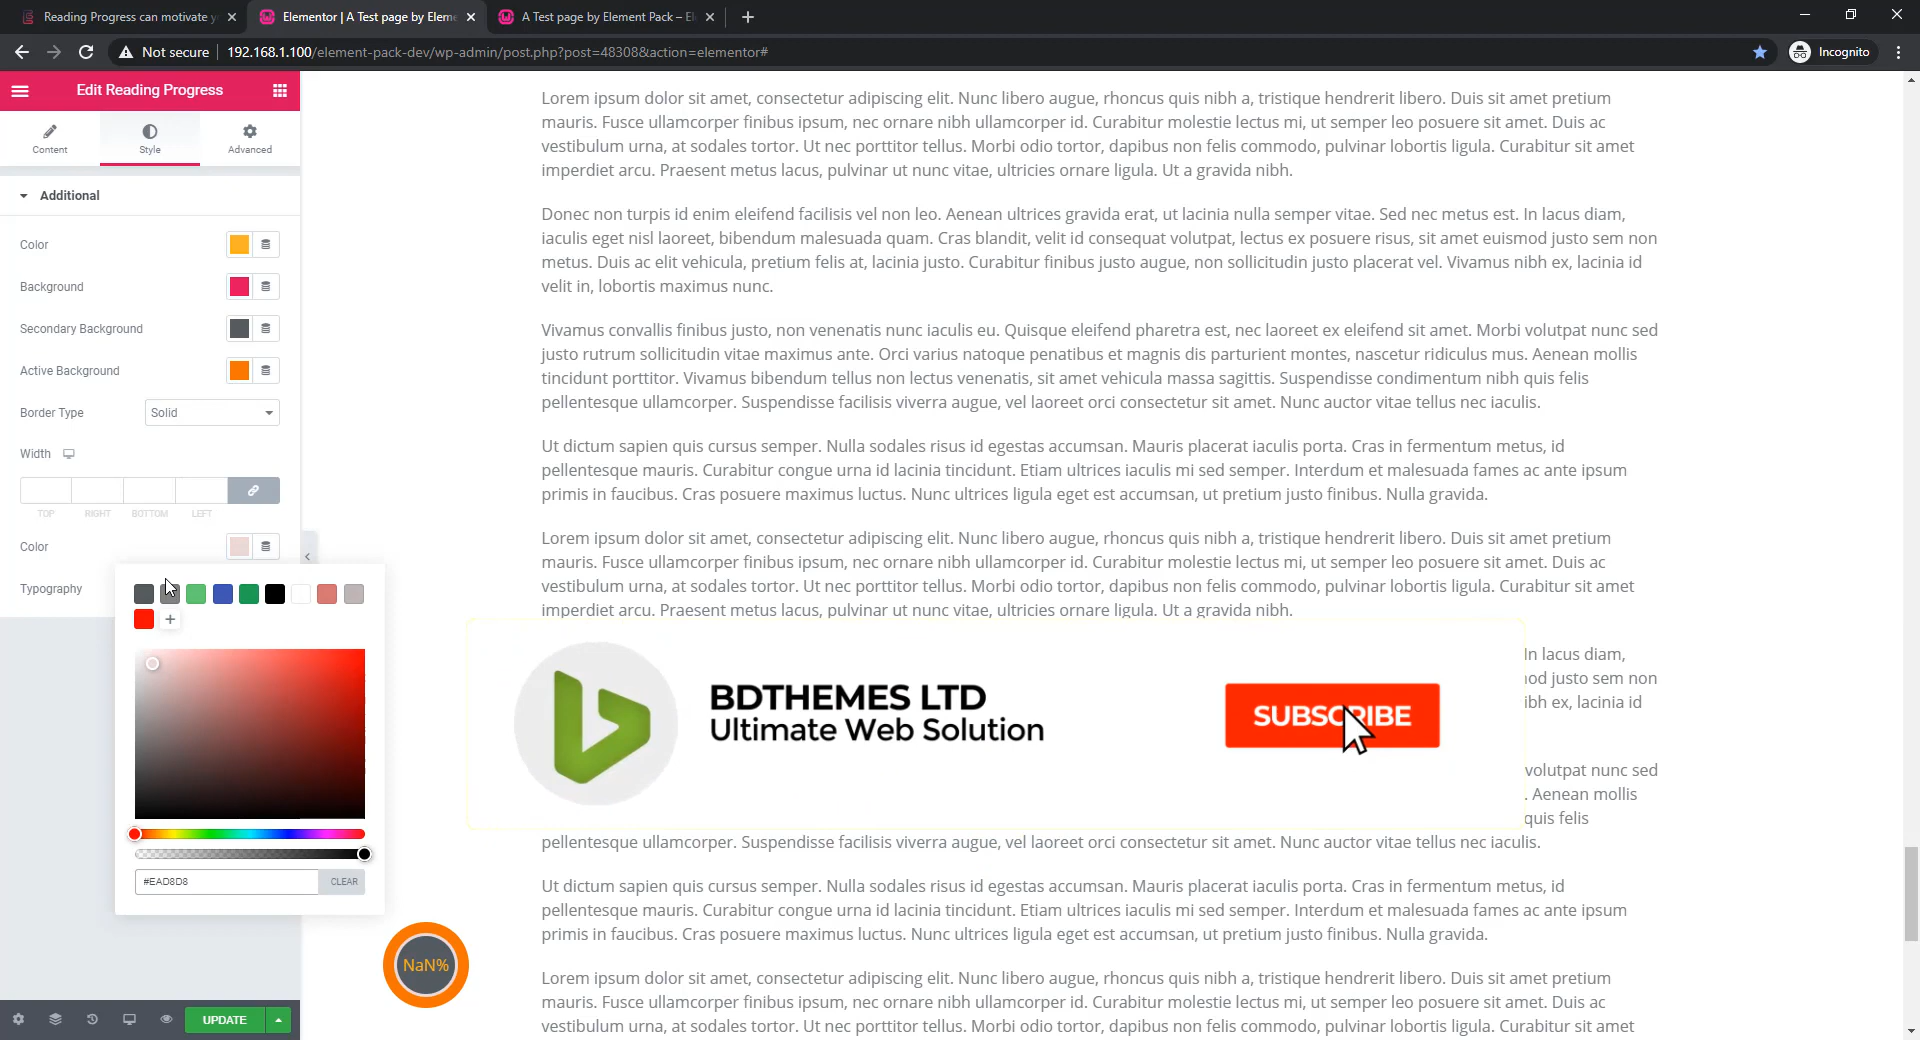 Reading Progress can motivate y
Elementor | A Test page by Eleme
A Test page by Element Pack – El
Not secure
192.168.1.100/element-pack-dev/wp-admin/post.php?post=48308&action=elementor#
Incognito
Edit Reading Progress
Content
Style
Advanced
Additional
Color
Background
Secondary Background
Active Background
Border Type
Solid
Width
TOP
RIGHT
BOTTOM
LEFT
Color
Typography
#EAD8D8
CLEAR
UPDATE
Lorem ipsum dolor sit amet, consectetur adipiscing elit. Nunc libero augue, rhoncus quis nibh a, tristique hendrerit libero. Duis sit amet pretium
mauris. Fusce ullamcorper finibus ipsum, nec ornare nibh ullamcorper id. Curabitur molestie lectus mi, ut semper leo posuere sit amet. Duis ac
vestibulum urna, at sodales tortor. Ut nec porttitor tellus. Morbi odio tortor, dapibus non felis commodo, pulvinar lobortis ligula. Curabitur sit amet
imperdiet arcu. Praesent metus lacus, pulvinar ut nunc vitae, ultricies ornare ligula. Ut a gravida nibh.
Donec non turpis id enim eleifend facilisis vel non leo. Aenean ultrices gravida erat, ut lacinia nulla semper vitae. Sed nec metus est. In lacus diam,
iaculis eget nisl laoreet, bibendum malesuada quam. Cras blandit, velit id consequat volutpat, lectus ex posuere risus, sit amet euismod justo sem non
metus. Duis ac elit vehicula, pretium felis at, lacinia justo. Curabitur finibus justo augue, non sollicitudin justo placerat vel. Vivamus nibh ex, lacinia id
velit in, lobortis maximus nunc.
Vivamus convallis finibus justo, non venenatis nunc iaculis eu. Quisque eleifend pharetra est, nec laoreet ex eleifend sit amet. Morbi volutpat nunc sed
justo rutrum sollicitudin vitae maximus ante. Orci varius natoque penatibus et magnis dis parturient montes, nascetur ridiculus mus. Aenean mollis
tincidunt porttitor. Vivamus bibendum tellus non lectus venenatis, sit amet vehicula massa sagittis. Suspendisse condimentum nibh quis felis
pellentesque ullamcorper. Suspendisse facilisis viverra augue, vel laoreet orci consectetur sit amet. Nunc auctor vitae tellus nec iaculis.
Ut dictum sapien quis cursus semper. Nulla sodales risus id egestas accumsan. Mauris placerat iaculis porta. Cras in fermentum metus, id
pellentesque mauris. Curabitur congue urna id lacinia tincidunt. Etiam ultrices iaculis mi sed semper. Interdum et malesuada fames ac ante ipsum
primis in faucibus. Cras posuere maximus luctus. Nunc ultrices ligula eget est accumsan, ut pretium justo finibus. Nulla gravida.
Lorem ipsum dolor sit amet, consectetur adipiscing elit. Nunc libero augue, rhoncus quis nibh a, tristique hendrerit libero. Duis sit amet pretium
mauris. Fusce ullamcorper finibus ipsum, nec ornare nibh ullamcorper id. Curabitur molestie lectus mi, ut semper leo posuere sit amet. Duis ac
vestibulum urna, at sodales tortor. Ut nec porttitor tellus. Morbi odio tortor, dapibus non felis commodo, pulvinar lobortis ligula. Curabitur sit amet
imperdiet arcu. Praesent metus lacus, pulvinar ut nunc vitae, ultricies ornare ligula. Ut a gravida nibh.
In lacus diam,
od justo sem non
ibh ex, lacinia id
BDTHEMES LTD
Ultimate Web Solution
SUBSCRIBE
volutpat nunc sed
. Aenean mollis
quis felis
pellentesque ullamcorper. Suspendisse facilisis viverra augue, vel laoreet orci consectetur sit amet. Nunc auctor vitae tellus nec iaculis.
Ut dictum sapien quis cursus semper. Nulla sodales risus id egestas accumsan. Mauris placerat iaculis porta. Cras in fermentum metus, id
pellentesque mauris. Curabitur congue urna id lacinia tincidunt. Etiam ultrices iaculis mi sed semper. Interdum et malesuada fames ac ante ipsum
primis in faucibus. Cras posuere maximus luctus. Nunc ultrices ligula eget est accumsan, ut pretium justo finibus. Nulla gravida.
NaN%
Lorem ipsum dolor sit amet, consectetur adipiscing elit. Nunc libero augue, rhoncus quis nibh a, tristique hendrerit libero. Duis sit amet pretium
mauris. Fusce ullamcorper finibus ipsum, nec ornare nibh ullamcorper id. Curabitur molestie lectus mi, ut semper leo posuere sit amet. Duis ac
vestibulum urna, at sodales tortor. Ut nec porttitor tellus. Morbi odio tortor, dapibus non felis commodo, pulvinar lobortis ligula. Curabitur sit amet